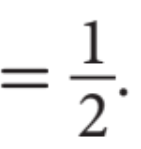 = 1/2.